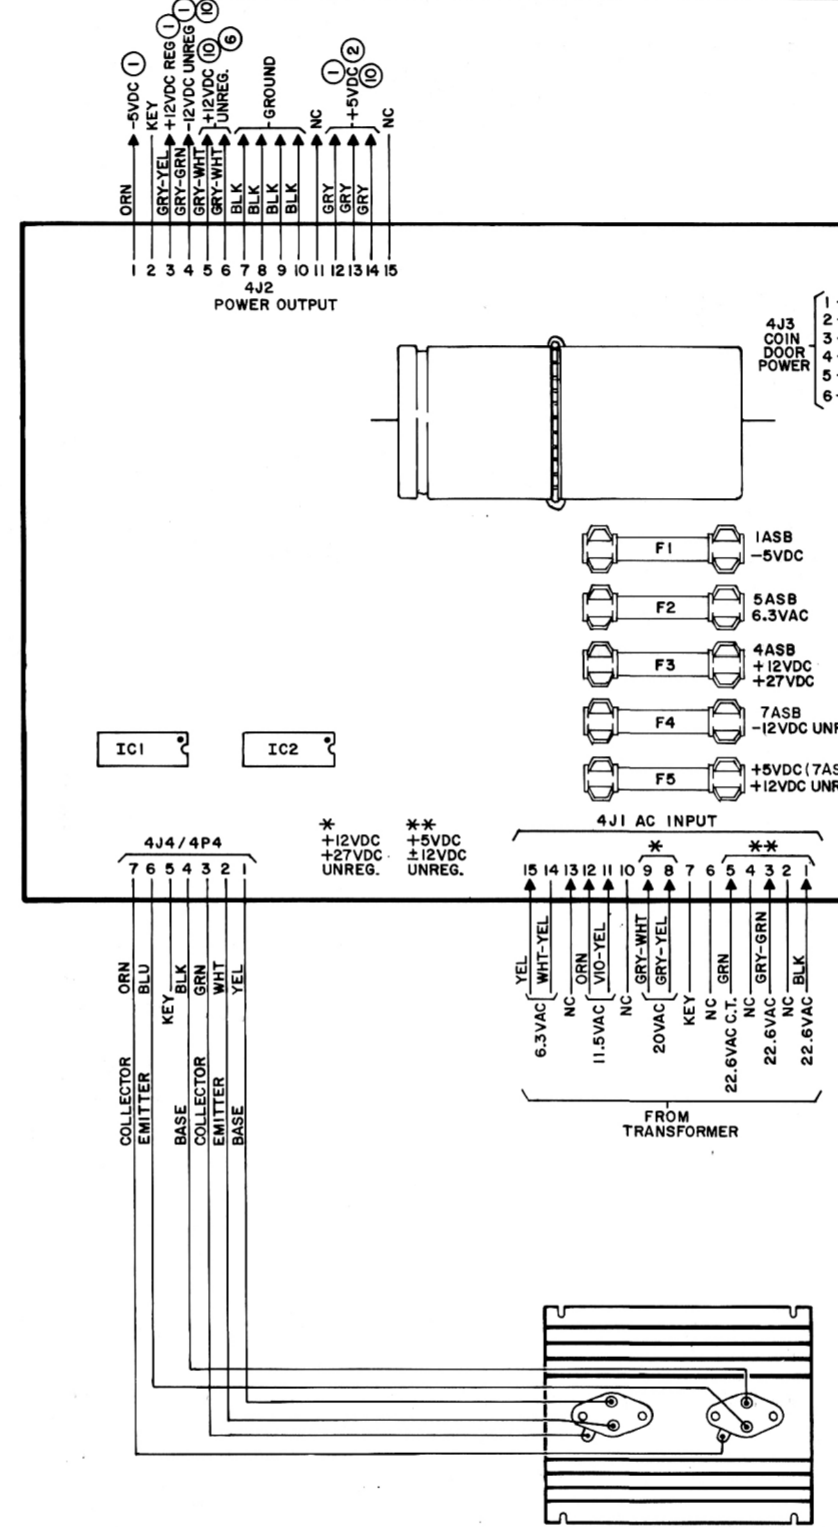 -5VDC 1
KEY
+12VDC REG 1
-12VDC UNREG 1 10
+12VDC 10
UNREG. 6
GROUND
NC
1
+5VDC 2
10
NC
ORN
GRY-YEL
GRY-GRN
GRY-WHT
GRY-WHT
BLK
BLK
BLK
BLK
GRY
GRY
GRY
1 2 3 4 5 6 7 8 9 10 11 12 13 14 15
4J2
POWER OUTPUT
4J3
COIN
DOOR
POWER
1
2
3
4
5
6
F1
1ASB
-5VDC
F2
5ASB
6.3VAC
F3
4ASB
+12VDC
+27VDC
F4
7ASB
-12VDC UNR
F5
+5VDC (7AS
+12VDC UNR
IC1
IC2
4J4/4P4
7 6 5 4 3 2 1
*
+12VDC
+27VDC
UNREG.
**
+5VDC
±12VDC
UNREG.
4J1 AC INPUT
* **
15 14 13 12 11 10 9 8 7 6 5 4 3 2 1
ORN
BLU
KEY
BLK
GRN
WHT
YEL
COLLECTOR
EMITTER
BASE
COLLECTOR
EMITTER
BASE
YEL
WHT-YEL
6.3VAC
NC
ORN
VIO-YEL
11.5VAC
NC
GRY-WHT
GRY-YEL
20VAC
KEY
NC
GRN
22.6VAC C.T.
NC
GRY-GRN
22.6VAC
NC
BLK
22.6VAC
FROM
TRANSFORMER